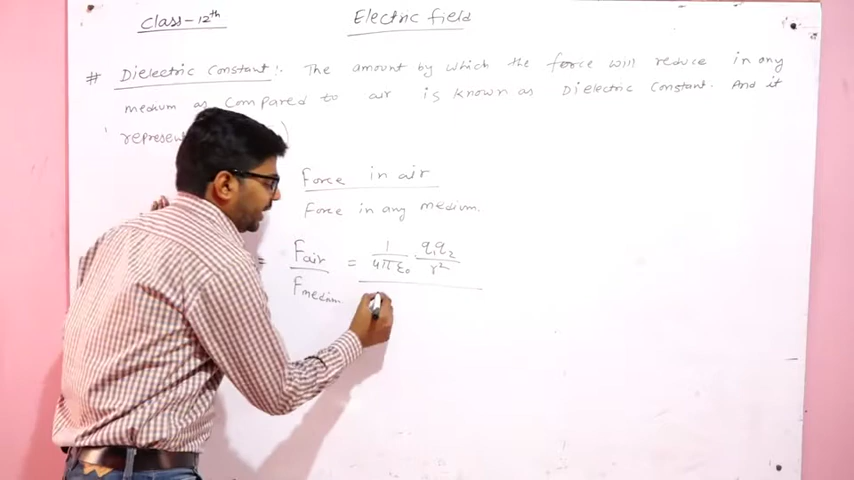 Class-12th
Electric field
# Dielectric Constant :- The amount by which the force will reduce in any
medium as compared to air is known as Dielectric Constant. And it
Force in air
Force in any medium.
= Fair / Fmedium = 1/4πε₀ · q₁q₂/r²